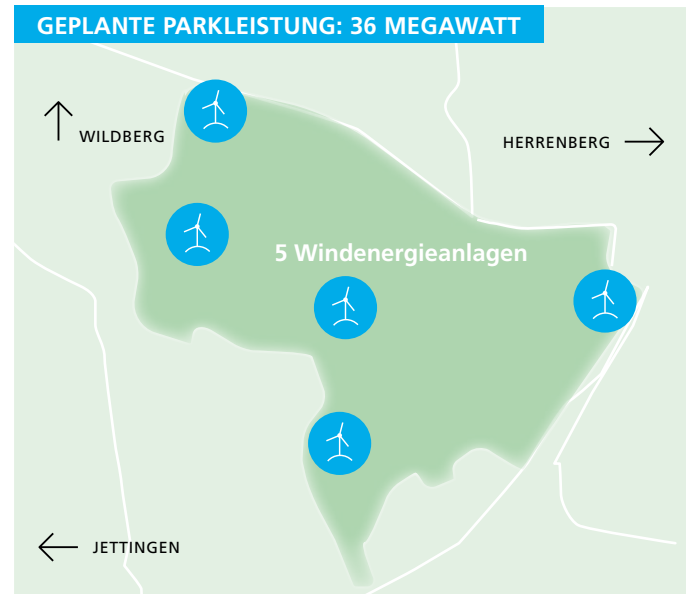 GEPLANTE PARKLEISTUNG: 36 MEGAWATT
WILDBERG
HERRENBERG
5 Windenergieanlagen
JETTINGEN